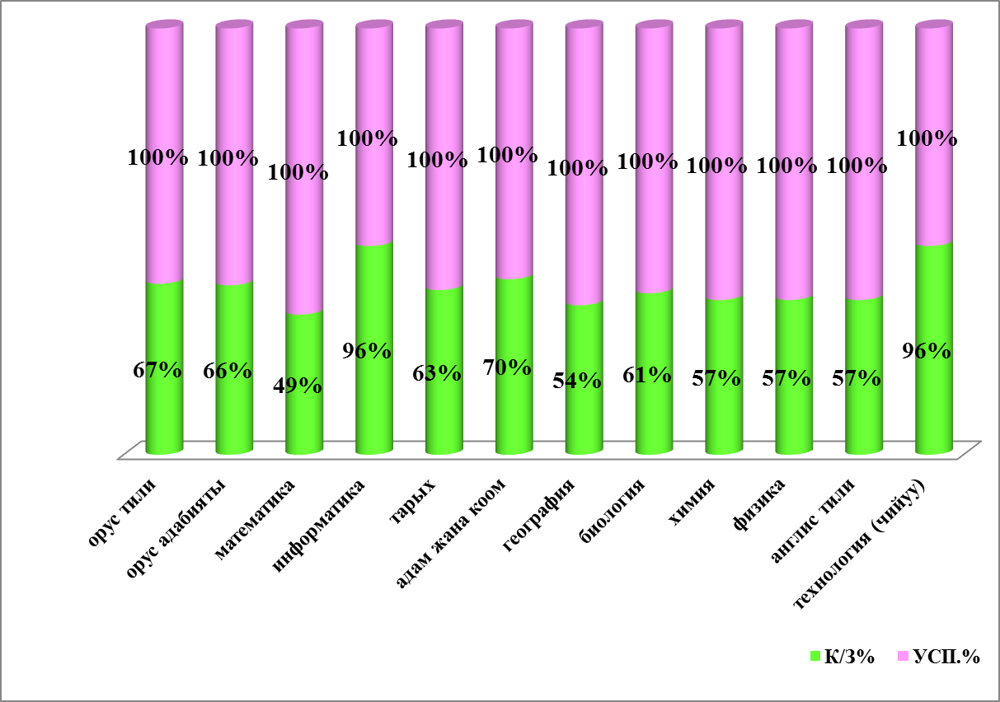 100% 100% 100% 100% 100% 100% 100% 100% 100% 100% 100% 100%
67% 66% 49% 96% 63% 70% 54% 61% 57% 57% 57% 96%
орус тили
орус адабияты
математика
информатика
тарых
адам жана коом
география
биология
химия
физика
англис тили
технология (чийуу)
К/З% УСП.%